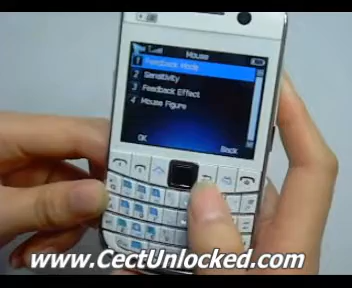 Mouse
1 Feedback Mode
2 Sensitivity
3 Feedback Effect
4 Mouse Figure
OK Back
www.CectUnlocked.com